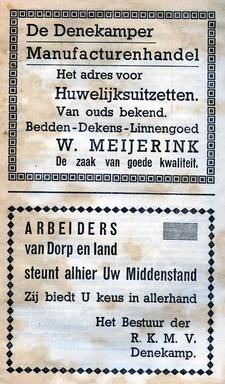 De Denekamper
Manufacturenhandel
Het adres voor
Huwelijksuitzetten.
Van ouds bekend.
Bedden-Dekens-Linnengoed
W. MEIJERINK
De zaak van goede kwaliteit.
ARBEIDERS
van Dorp en land
steunt alhier Uw Middenstand
Zij biedt U keus in allerhand
Het Bestuur der
R. K. M. V.
Denekamp.